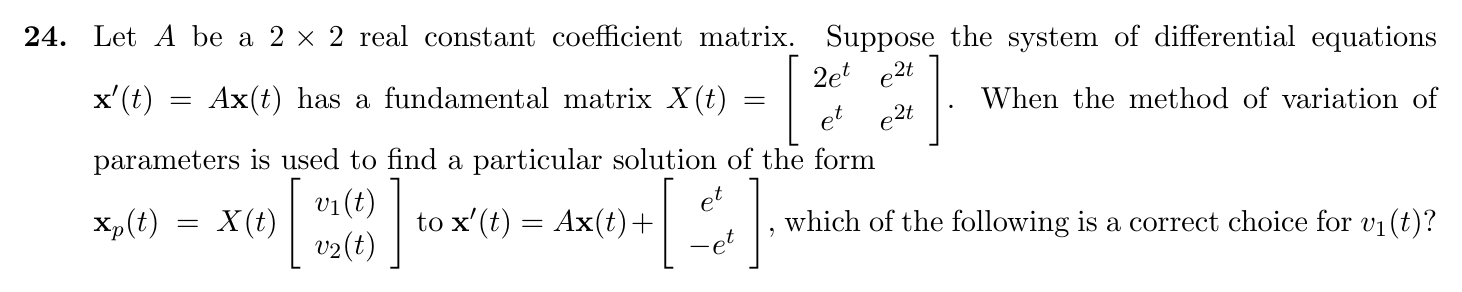 24. Let A be a 2 × 2 real constant coefficient matrix. Suppose the system of differential equations
x′(t) = Ax(t) has a fundamental matrix X(t) = [ 2e^t e^{2t} ; e^t e^{2t} ]. When the method of variation of
parameters is used to find a particular solution of the form
x_p(t) = X(t) [ v_1(t) ; v_2(t) ] to x′(t) = Ax(t) + [ e^t ; −e^t ], which of the following is a correct choice for v_1(t)?